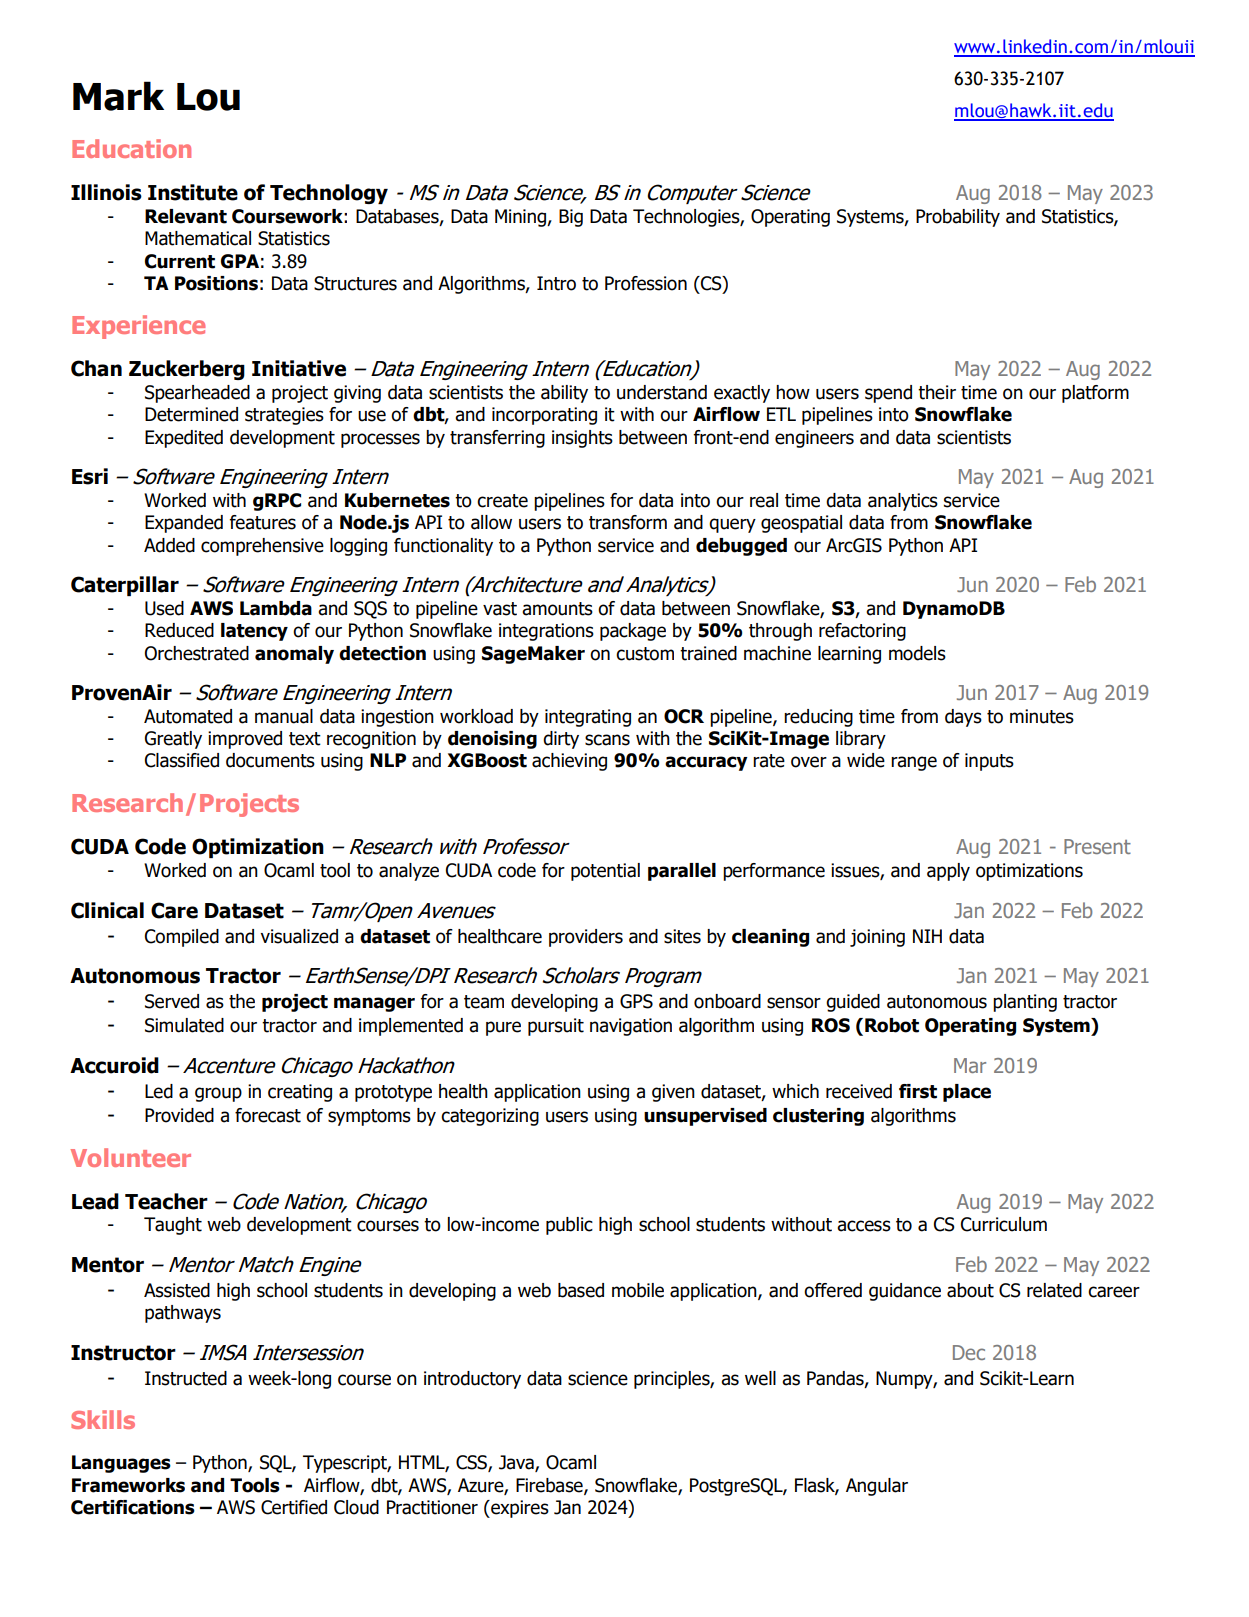 www.linkedin.com/in/mlouii
630-335-2107
Mark Lou
mlou@hawk.iit.edu
Education
Illinois Institute of Technology - MS in Data Science, BS in Computer Science Aug 2018 – May 2023
- Relevant Coursework: Databases, Data Mining, Big Data Technologies, Operating Systems, Probability and Statistics,
Mathematical Statistics
- Current GPA: 3.89
- TA Positions: Data Structures and Algorithms, Intro to Profession (CS)
Experience
Chan Zuckerberg Initiative – Data Engineering Intern (Education) May 2022 – Aug 2022
- Spearheaded a project giving data scientists the ability to understand exactly how users spend their time on our platform
- Determined strategies for use of dbt, and incorporating it with our Airflow ETL pipelines into Snowflake
- Expedited development processes by transferring insights between front-end engineers and data scientists
Esri – Software Engineering Intern May 2021 – Aug 2021
- Worked with gRPC and Kubernetes to create pipelines for data into our real time data analytics service
- Expanded features of a Node.js API to allow users to transform and query geospatial data from Snowflake
- Added comprehensive logging functionality to a Python service and debugged our ArcGIS Python API
Caterpillar – Software Engineering Intern (Architecture and Analytics) Jun 2020 – Feb 2021
- Used AWS Lambda and SQS to pipeline vast amounts of data between Snowflake, S3, and DynamoDB
- Reduced latency of our Python Snowflake integrations package by 50% through refactoring
- Orchestrated anomaly detection using SageMaker on custom trained machine learning models
ProvenAir – Software Engineering Intern Jun 2017 – Aug 2019
- Automated a manual data ingestion workload by integrating an OCR pipeline, reducing time from days to minutes
- Greatly improved text recognition by denoising dirty scans with the SciKit-Image library
- Classified documents using NLP and XGBoost achieving 90% accuracy rate over a wide range of inputs
Research/Projects
CUDA Code Optimization – Research with Professor Aug 2021 - Present
- Worked on an Ocaml tool to analyze CUDA code for potential parallel performance issues, and apply optimizations
Clinical Care Dataset – Tamr/Open Avenues Jan 2022 – Feb 2022
- Compiled and visualized a dataset of healthcare providers and sites by cleaning and joining NIH data
Autonomous Tractor – EarthSense/DPI Research Scholars Program Jan 2021 – May 2021
- Served as the project manager for a team developing a GPS and onboard sensor guided autonomous planting tractor
- Simulated our tractor and implemented a pure pursuit navigation algorithm using ROS (Robot Operating System)
Accuroid – Accenture Chicago Hackathon Mar 2019
- Led a group in creating a prototype health application using a given dataset, which received first place
- Provided a forecast of symptoms by categorizing users using unsupervised clustering algorithms
Volunteer
Lead Teacher – Code Nation, Chicago Aug 2019 – May 2022
- Taught web development courses to low-income public high school students without access to a CS Curriculum
Mentor – Mentor Match Engine Feb 2022 – May 2022
- Assisted high school students in developing a web based mobile application, and offered guidance about CS related career
pathways
Instructor – IMSA Intersession Dec 2018
- Instructed a week-long course on introductory data science principles, as well as Pandas, Numpy, and Scikit-Learn
Skills
Languages – Python, SQL, Typescript, HTML, CSS, Java, Ocaml
Frameworks and Tools - Airflow, dbt, AWS, Azure, Firebase, Snowflake, PostgreSQL, Flask, Angular
Certifications – AWS Certified Cloud Practitioner (expires Jan 2024)